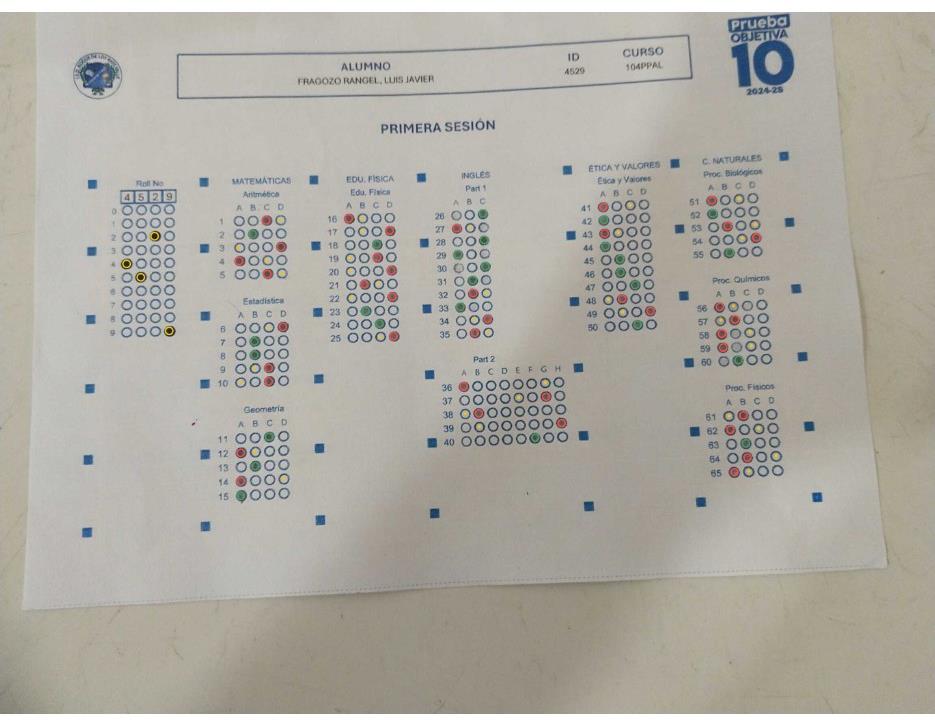 Prueba
OBJETIVA
10
2024-25
ALUMNO ID CURSO
FRAGOZO RANGEL, LUIS JAVIER 4529 104PPAL
PRIMERA SESIÓN
Roll No
4 5 2 9
0
1
2
3
4
5
6
7
8
9
MATEMÁTICAS
Aritmética
A B C D
1
2
3
4
5
Estadística
A B C D
6
7
8
9
10
Geometría
A B C D
11
12
13
14
15
EDU. FÍSICA
Edu. Física
A B C D
16
17
18
19
20
21
22
23
24
25
INGLÉS
Part 1
A B C
26
27
28
29
30
31
32
33
34
35
Part 2
A B C D E F G H
36
37
38
39
40
ÉTICA Y VALORES
Ética y Valores
A B C D
41
42
43
44
45
46
47
48
49
50
C. NATURALES
Proc. Biológicos
A B C D
51
52
53
54
55
Proc. Químicos
A B C D
56
57
58
59
60
Proc. Físicos
A B C D
61
62
63
64
65